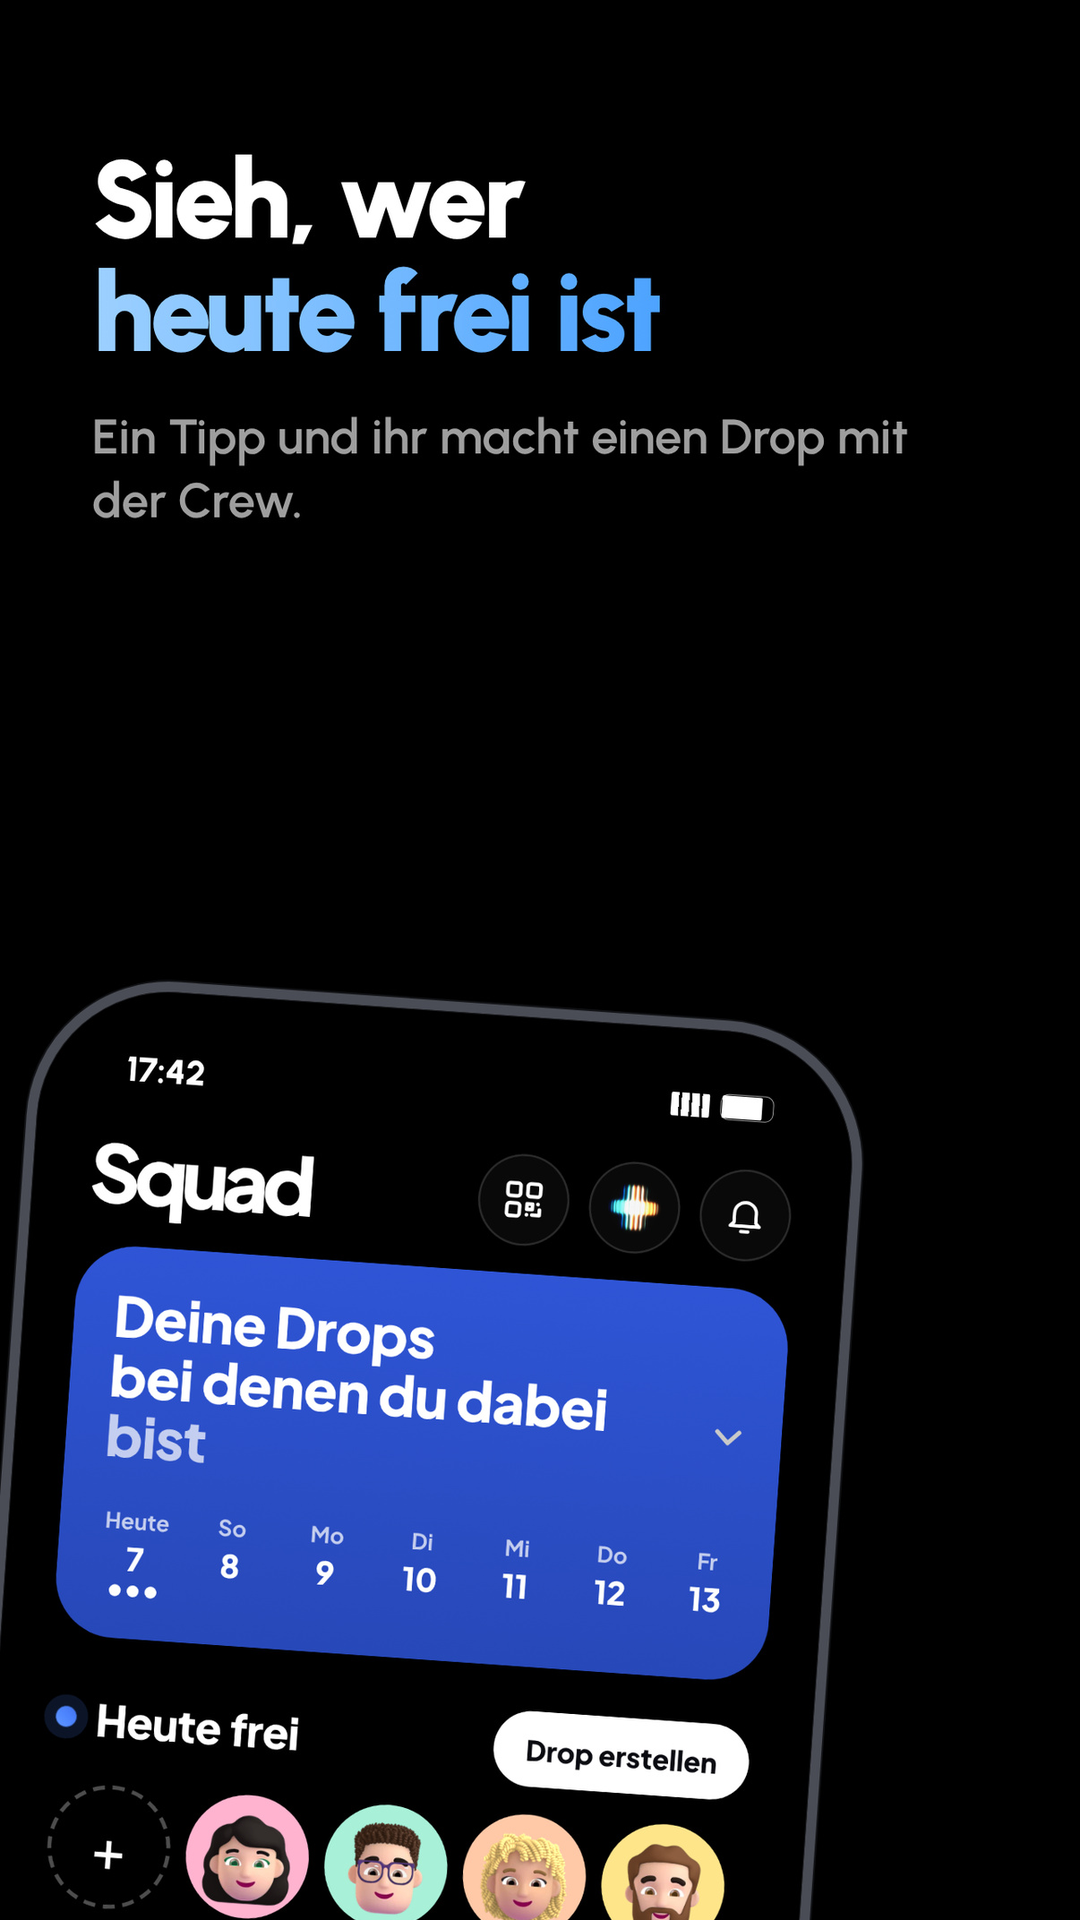 Sieh, wer
heute frei ist
Ein Tipp und ihr macht einen Drop mit
der Crew.
17:42
Squad
Deine Drops
bei denen du dabei
bist
Heute So Mo Di Mi Do Fr
7 8 9 10 11 12 13
Heute frei
Drop erstellen
+